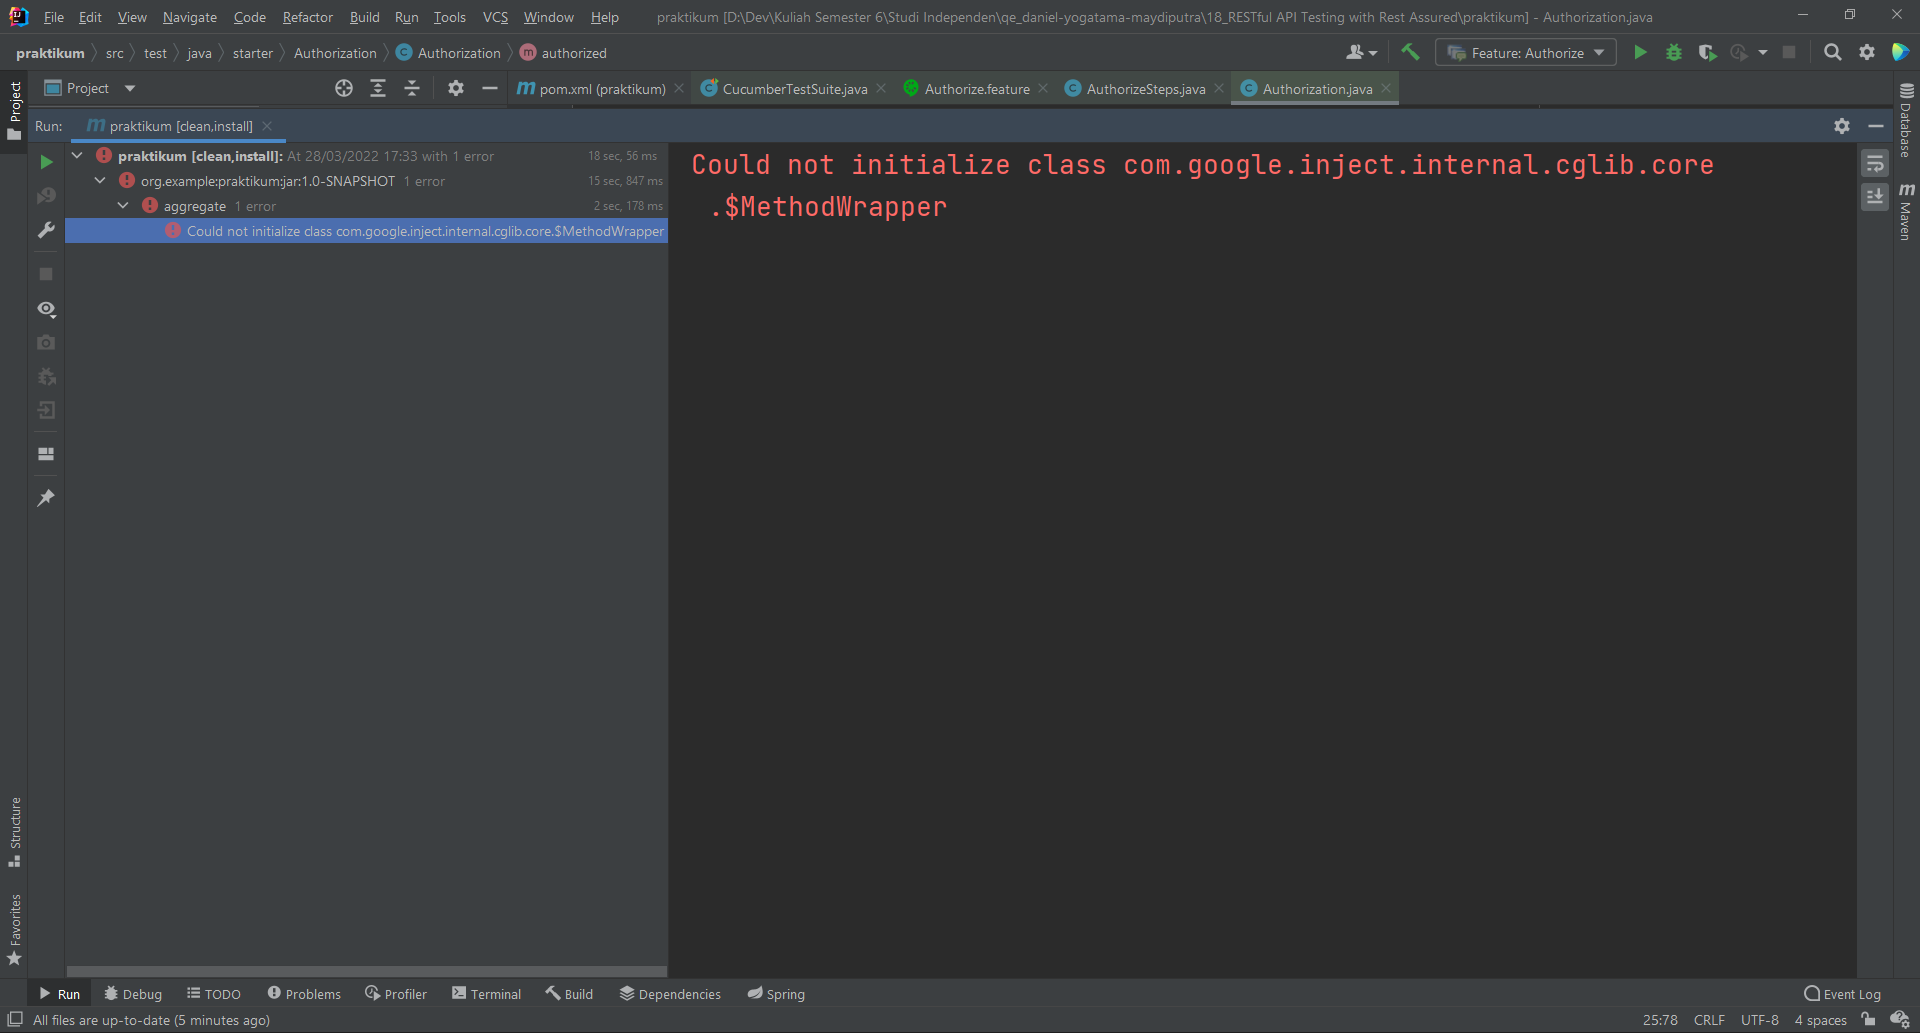 File Edit View Navigate Code Refactor Build Run Tools VCS Window Help praktikum [D:\Dev\Kuliah Semester 6\Studi Independen\qe_daniel-yogatama-maydiputra\18_RESTful API Testing with Rest Assured\praktikum] - Authorization.java
praktikum src test java starter Authorization Authorization authorized Feature: Authorize
Project pom.xml (praktikum) CucumberTestSuite.java Authorize.feature AuthorizeSteps.java Authorization.java
Run: praktikum [clean,install]
praktikum [clean,install]: At 28/03/2022 17:33 with 1 error 18 sec, 56 ms
org.example:praktikum:jar:1.0-SNAPSHOT 1 error 15 sec, 847 ms
aggregate 1 error 2 sec, 178 ms
Could not initialize class com.google.inject.internal.cglib.core.$MethodWrapper
Could not initialize class com.google.inject.internal.cglib.core
.$MethodWrapper
Project
Structure
Favorites
Database
Maven
Run Debug TODO Problems Profiler Terminal Build Dependencies Spring Event Log
All files are up-to-date (5 minutes ago) 25:78 CRLF UTF-8 4 spaces